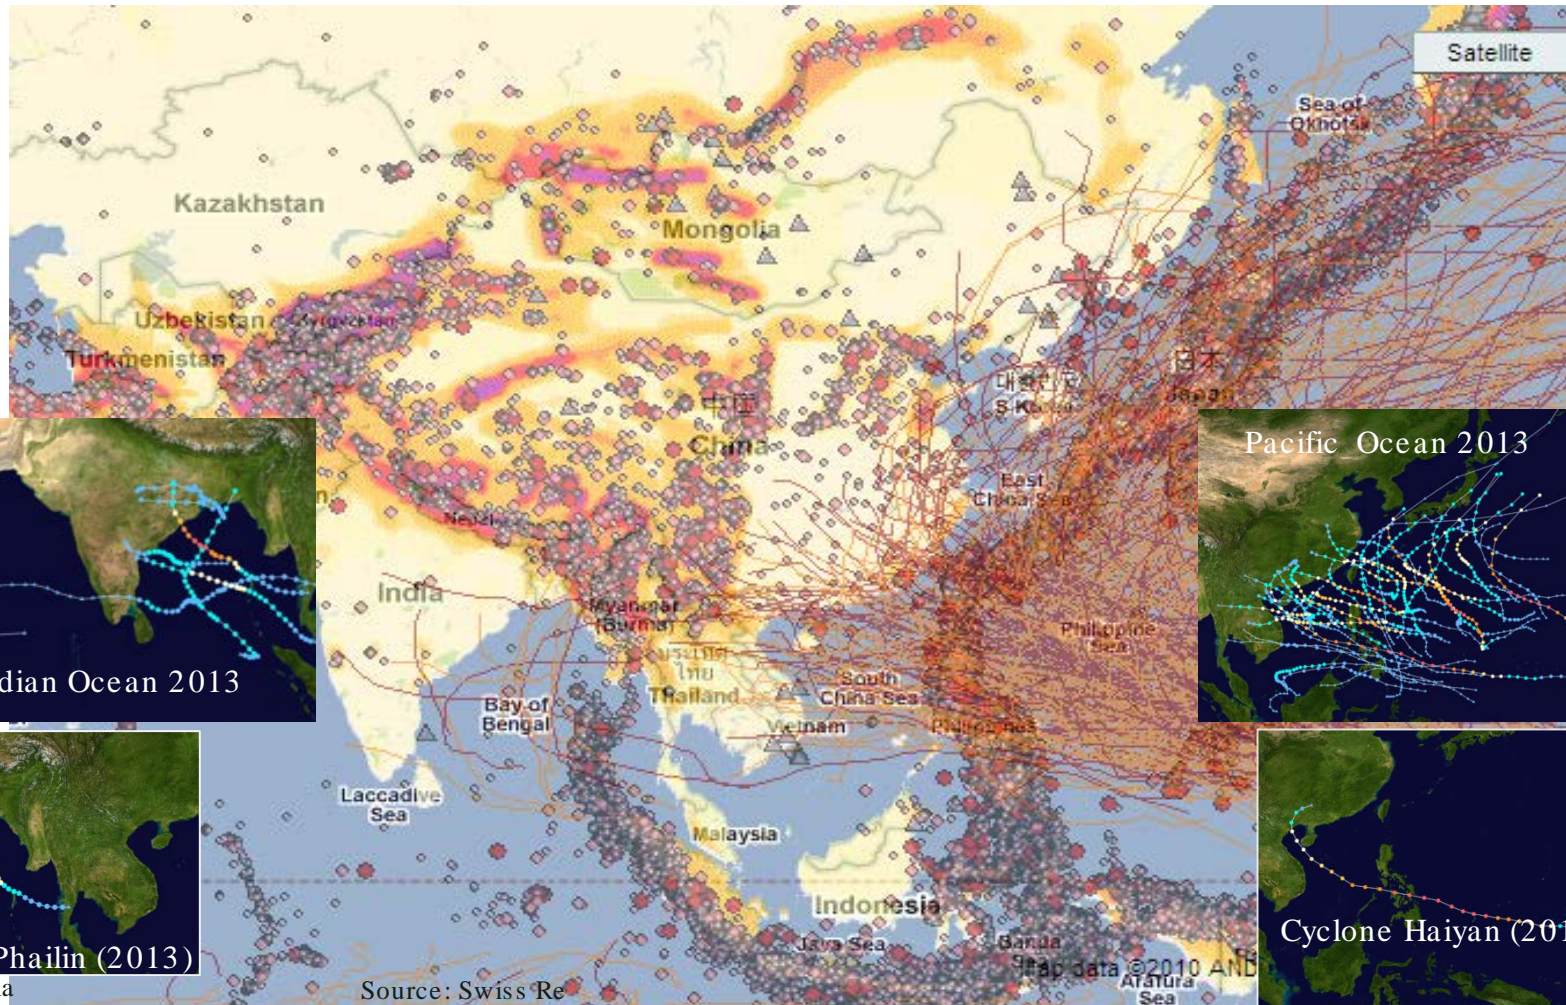 Satellite
Sea of
Okhotsk
Kazakhstan
Mongolia
Uzbekistan
Kyrgyzstan
Turkmenistan
日本
Japan
대한민국
S Korea
中国
China
Pacific Ocean 2013
East
China Sea
Nepal
India
Myanmar
(Burma)
Philippine
Sea
ประเทศ
ไทย
Thailand
South
China Sea
dian Ocean 2013
Bay of
Bengal
Vietnam
Philippines
Laccadive
Sea
Malaysia
Indonesia
Cyclone Haiyan (201
Java Sea
Banda
Phailin (2013)
Map data ©2010 AND
Arafura
Sea
Source: Swiss Re